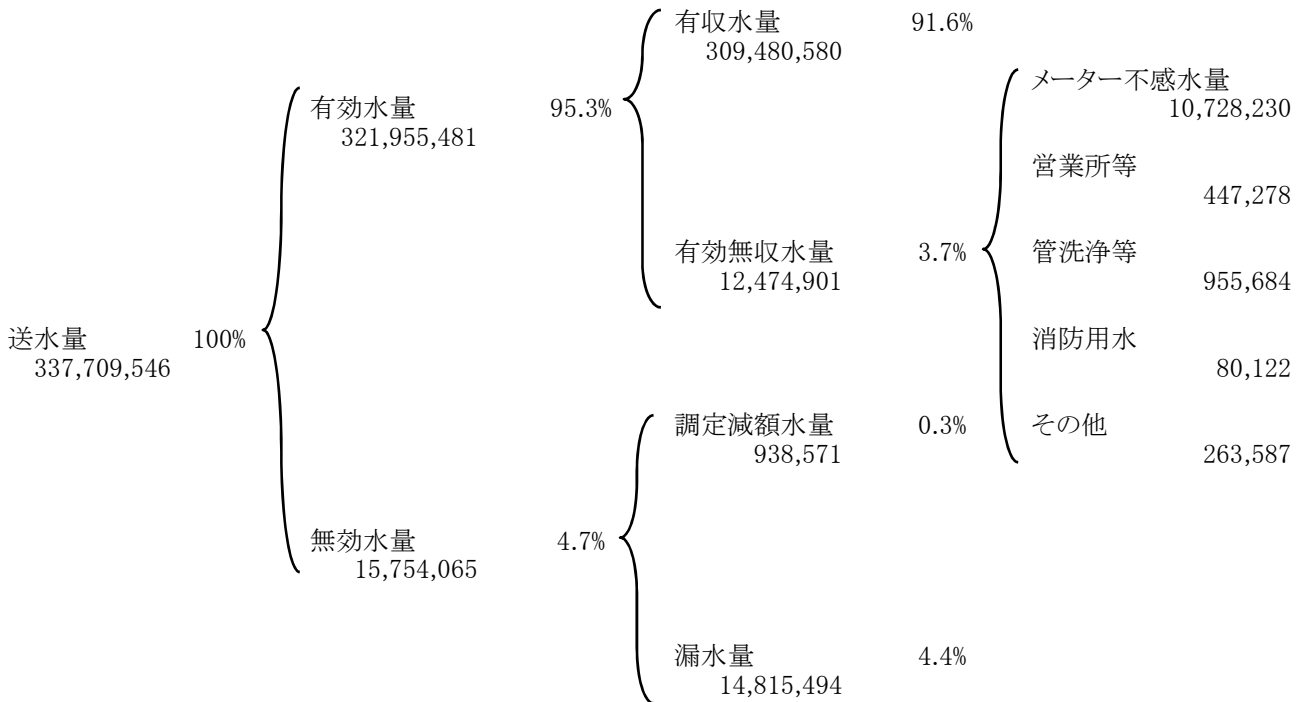 送水量 100%
337,709,546
有効水量 95.3%
321,955,481
無効水量 4.7%
15,754,065
有収水量 91.6%
309,480,580
有効無収水量 3.7%
12,474,901
調定減額水量 0.3%
938,571
漏水量 4.4%
14,815,494
メーター不感水量
10,728,230
営業所等
447,278
管洗浄等
955,684
消防用水
80,122
その他
263,587